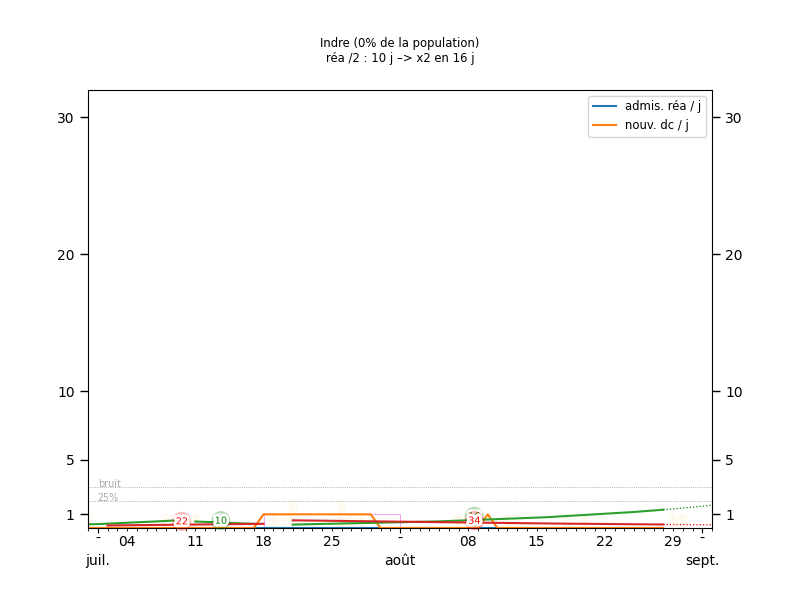 Indre (0% de la population)
réa /2 : 10 j –> x2 en 16 j
admis. réa / j
nouv. dc / j
30
30
20
20
10
10
5
5
bruit
25%
1
1
22
10
34
- 04 11 18 25 - 08 15 22 29 -
juil. août sept.